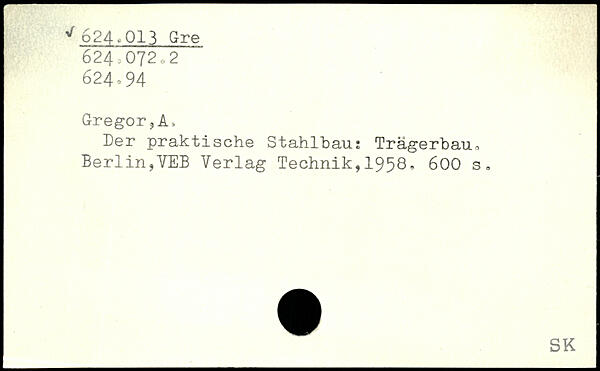 √ 624.013 Gre
624.072.2
624.94
Gregor,A.
Der praktische Stahlbau: Trägerbau.
Berlin,VEB Verlag Technik,1958. 600 s.
SK